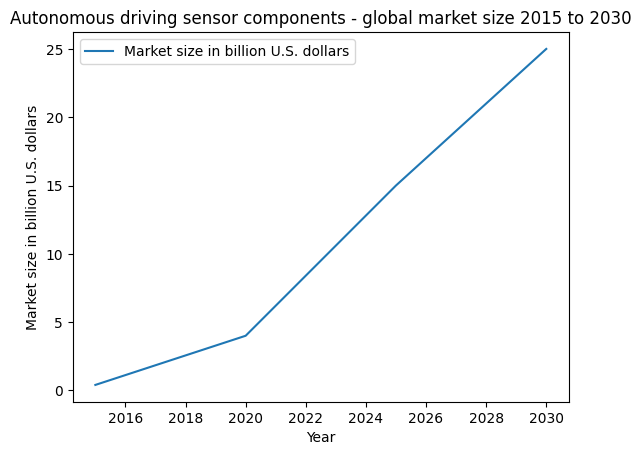 Autonomous driving sensor components - global market size 2015 to 2030
Market size in billion U.S. dollars
Market size in billion U.S. dollars
25
20
15
10
5
0
2016 2018 2020 2022 2024 2026 2028 2030
Year